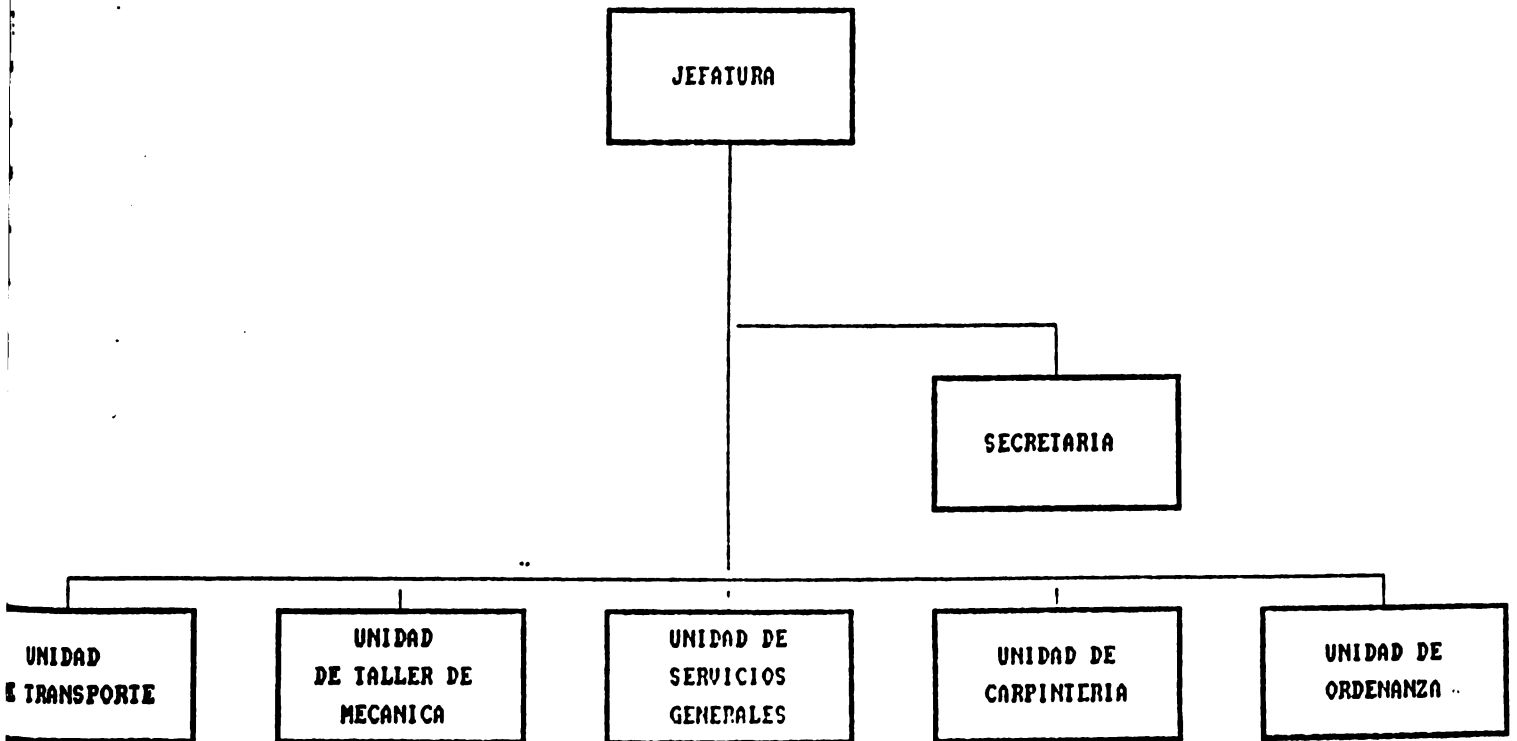 JEFATURA
SECRETARIA
UNIDAD
E TRANSPORTE
UNIDAD
DE TALLER DE
MECANICA
UNIDAD DE
SERVICIOS
GENERALES
UNIDAD DE
CARPINTERIA
UNIDAD DE
ORDENANZA